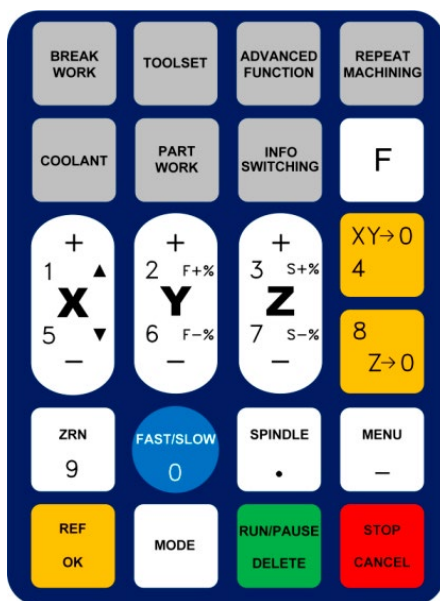 BREAK
WORK
TOOLSET
ADVANCED
FUNCTION
REPEAT
MACHINING
COOLANT
PART
WORK
INFO
SWITCHING
F
+
1 ▲
X
5 ▼
−
+
2 F+%
Y
6 F−%
−
+
3 S+%
Z
7 S−%
−
XY→0
4
8
Z→0
ZRN
9
FAST/SLOW
0
SPINDLE
.
MENU
−
REF
OK
MODE
RUN/PAUSE
DELETE
STOP
CANCEL